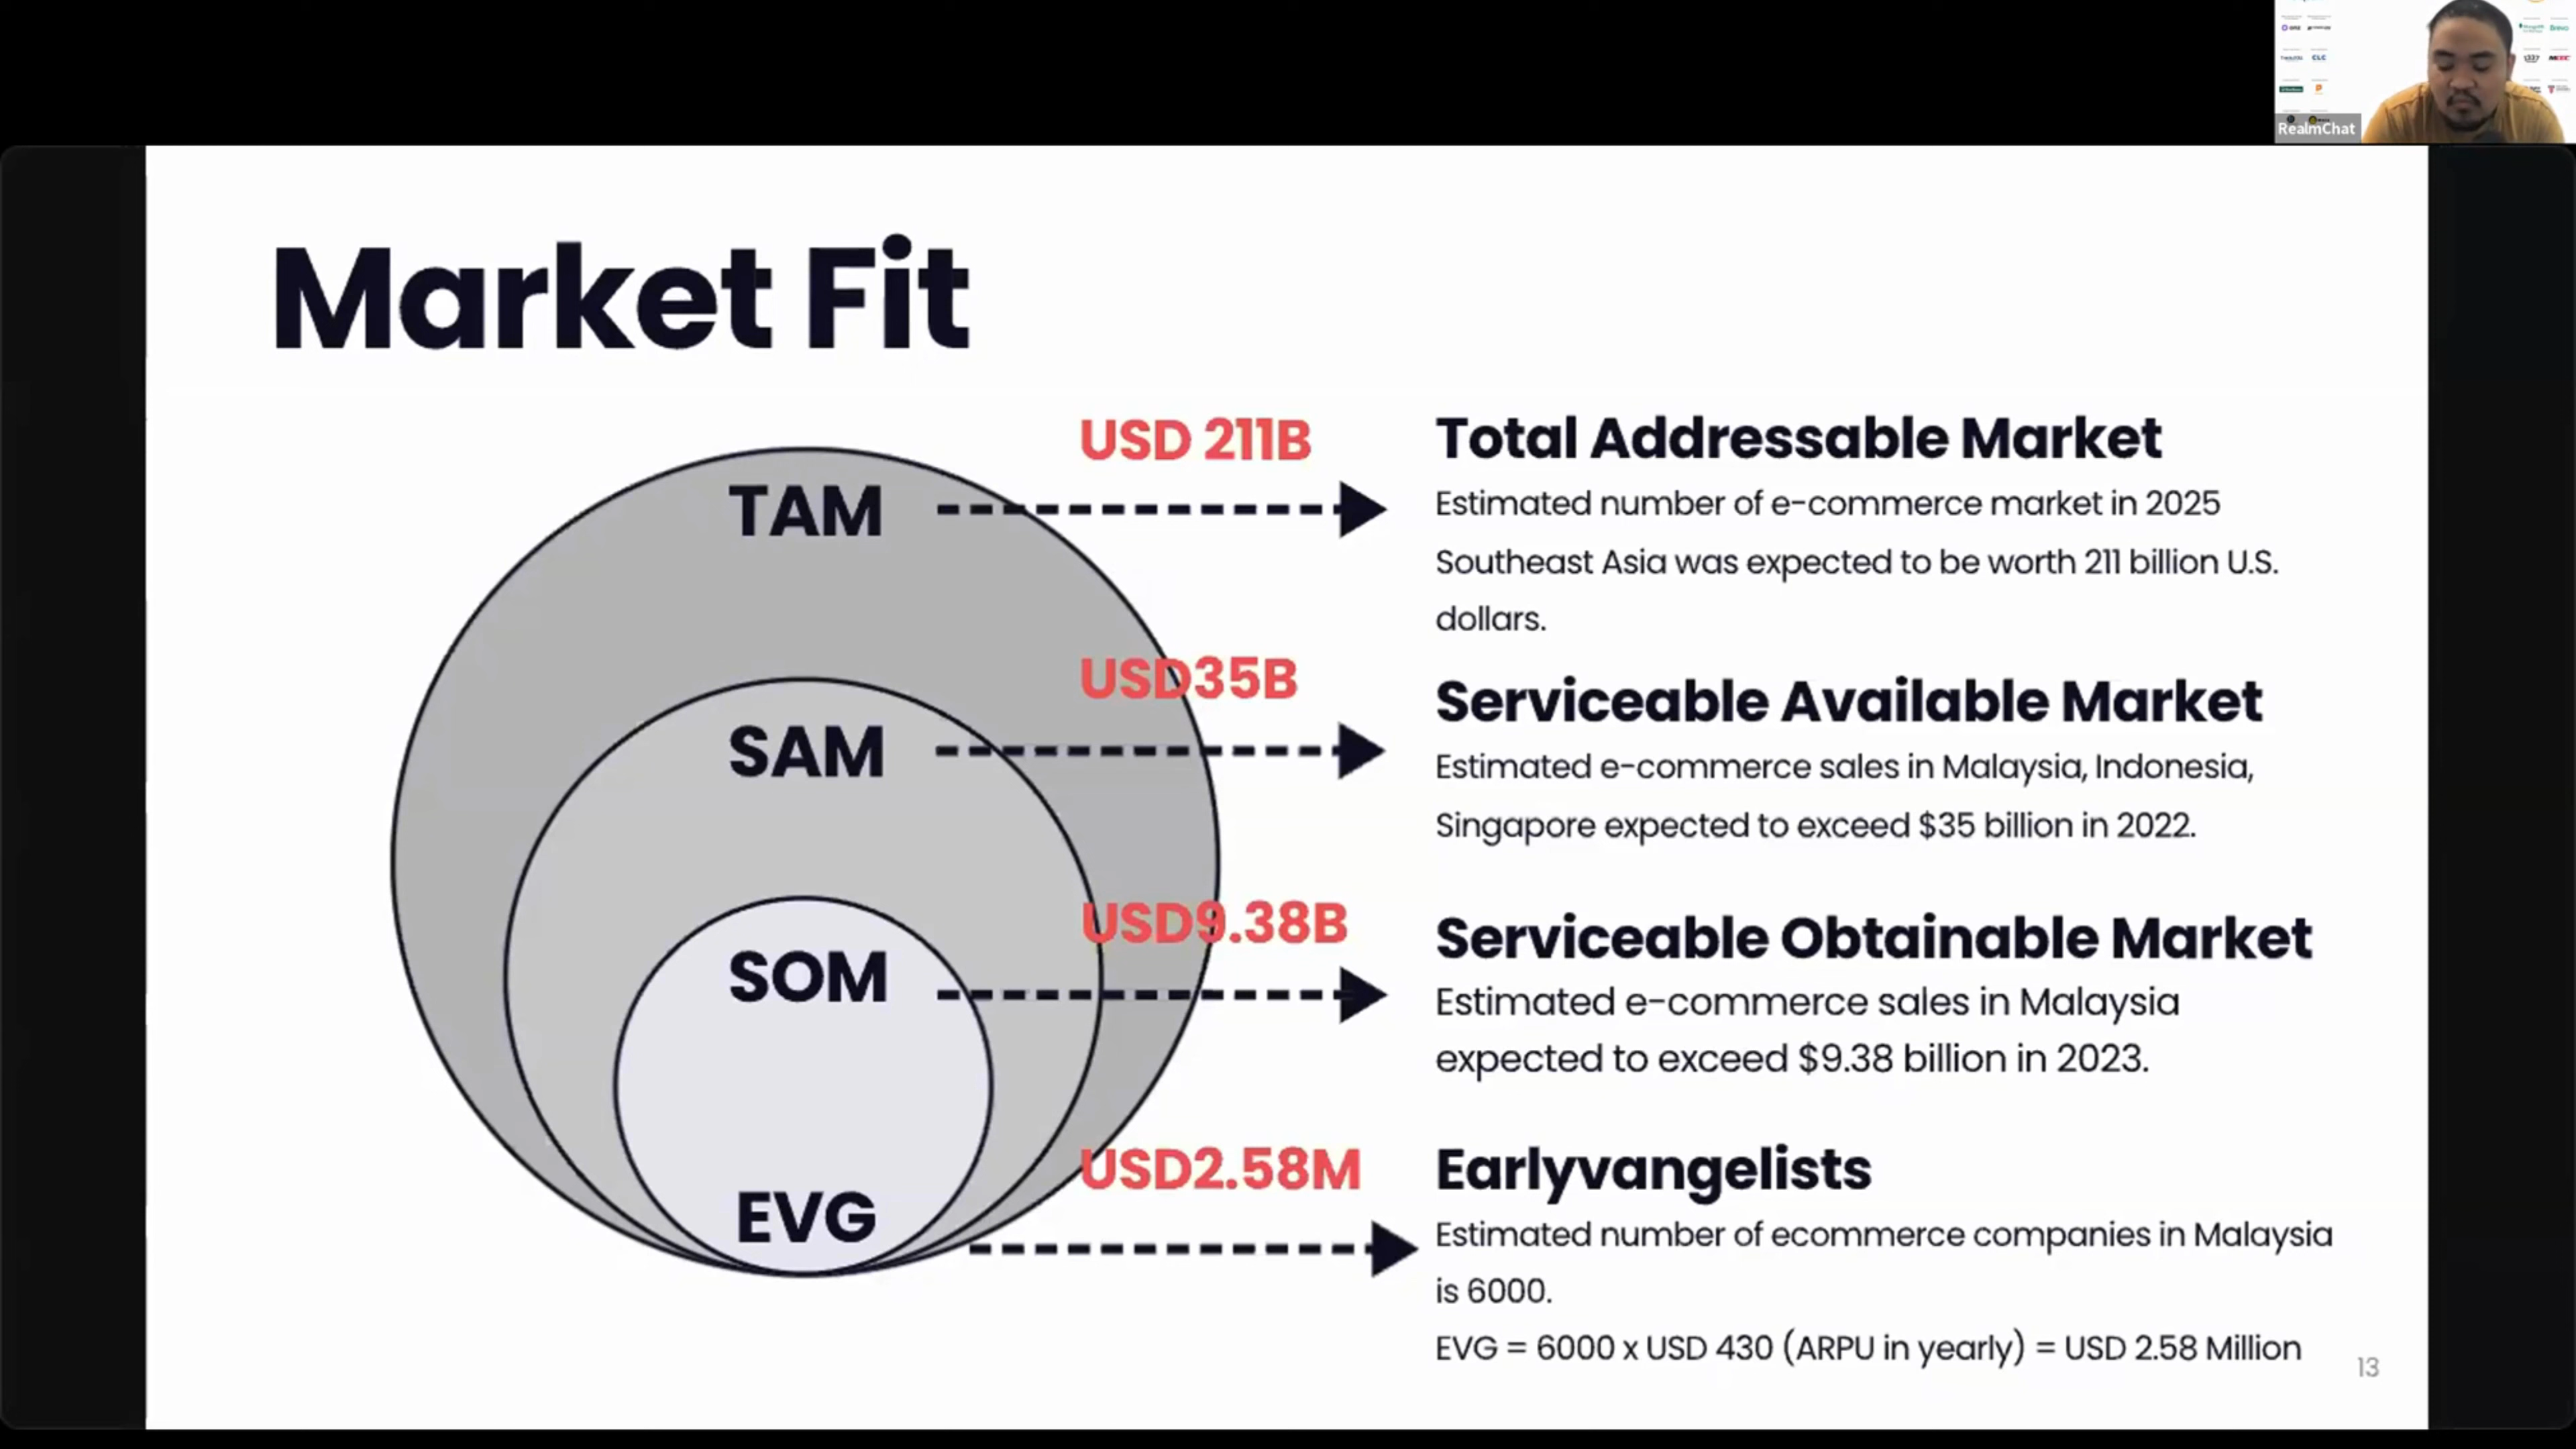 CLC
Brevo
1337
RealmChat
Market Fit
USD 211B
Total Addressable Market
TAM
Estimated number of e-commerce market in 2025
Southeast Asia was expected to be worth 211 billion U.S.
dollars.
USD35B
Serviceable Available Market
SAM
Estimated e-commerce sales in Malaysia, Indonesia,
Singapore expected to exceed $35 billion in 2022.
USD9.38B
Serviceable Obtainable Market
SOM
Estimated e-commerce sales in Malaysia
expected to exceed $9.38 billion in 2023.
USD2.58M
Earlyvangelists
EVG
Estimated number of ecommerce companies in Malaysia
is 6000.
EVG = 6000 x USD 430 (ARPU in yearly) = USD 2.58 Million
13